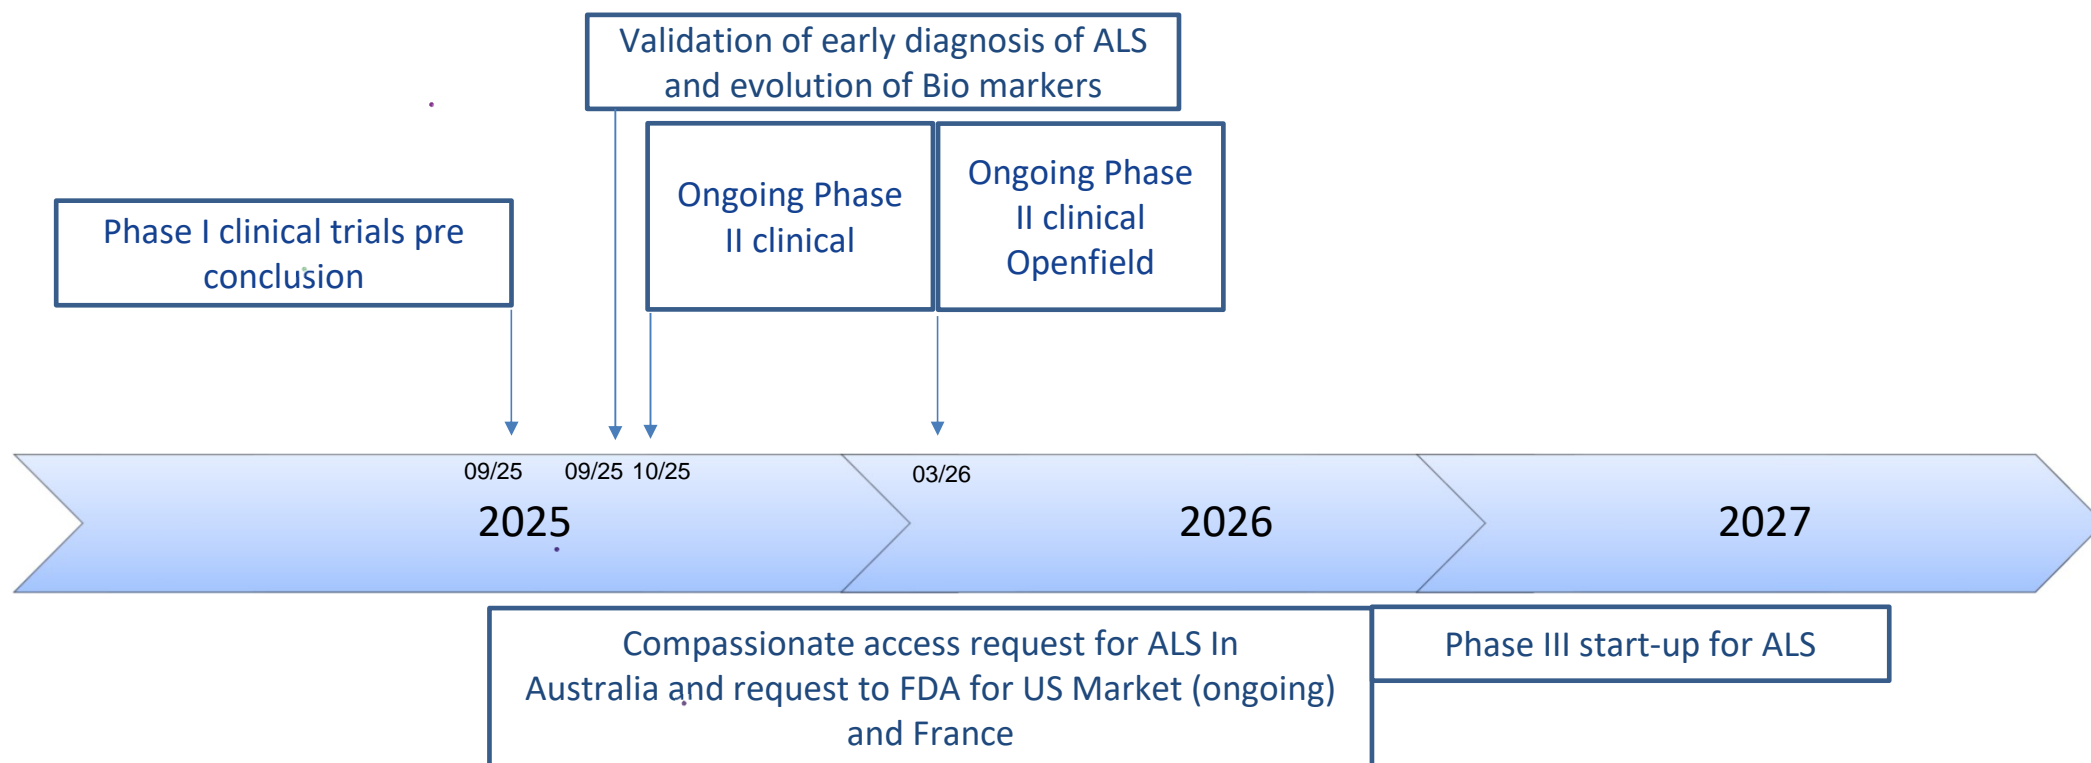 Validation of early diagnosis of ALS
and evolution of Bio markers
Phase I clinical trials pre
conclusion
Ongoing Phase
II clinical
Ongoing Phase
II clinical
Openfield
09/25
09/25
10/25
03/26
2025
2026
2027
Compassionate access request for ALS In
Australia and request to FDA for US Market (ongoing)
and France
Phase III start-up for ALS